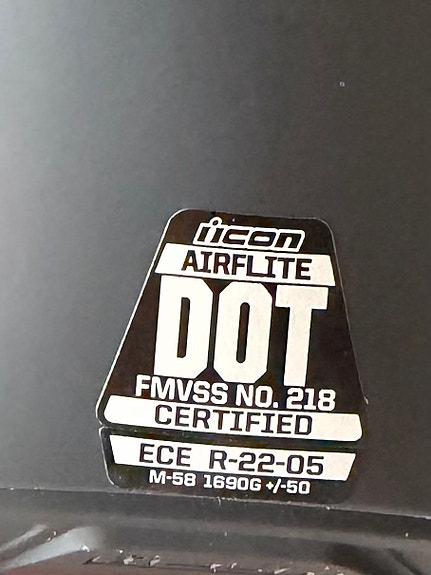 icon
AIRFLITE
DOT
FMVSS NO. 218
CERTIFIED
ECE R-22-05
M-58 1690G +/-50